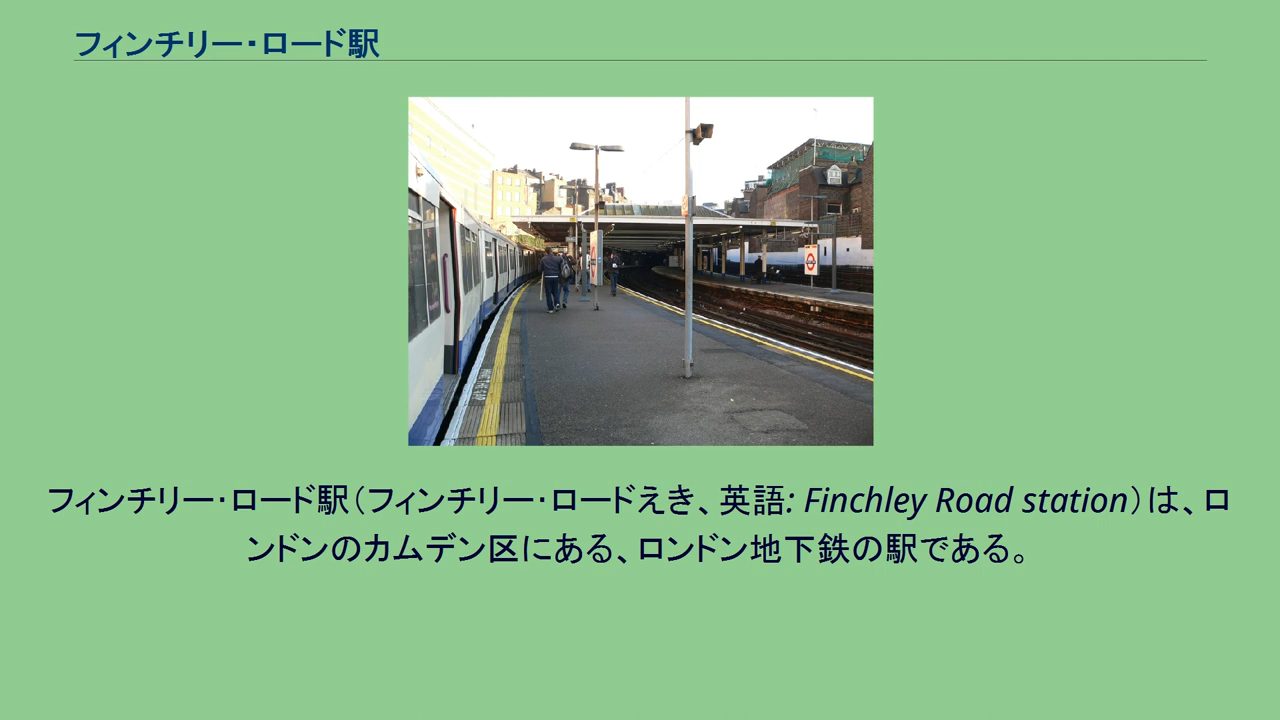 フィンチリー・ロード駅
フィンチリー・ロード駅（フィンチリー・ロードえき、英語: Finchley Road station）は、ロ
ンドンのカムデン区にある、ロンドン地下鉄の駅である。